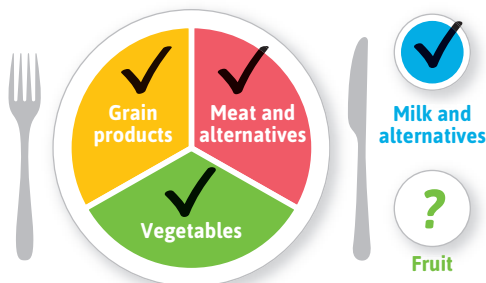 Grain
products
Meat and
alternatives
Vegetables
Milk and
alternatives
?
Fruit